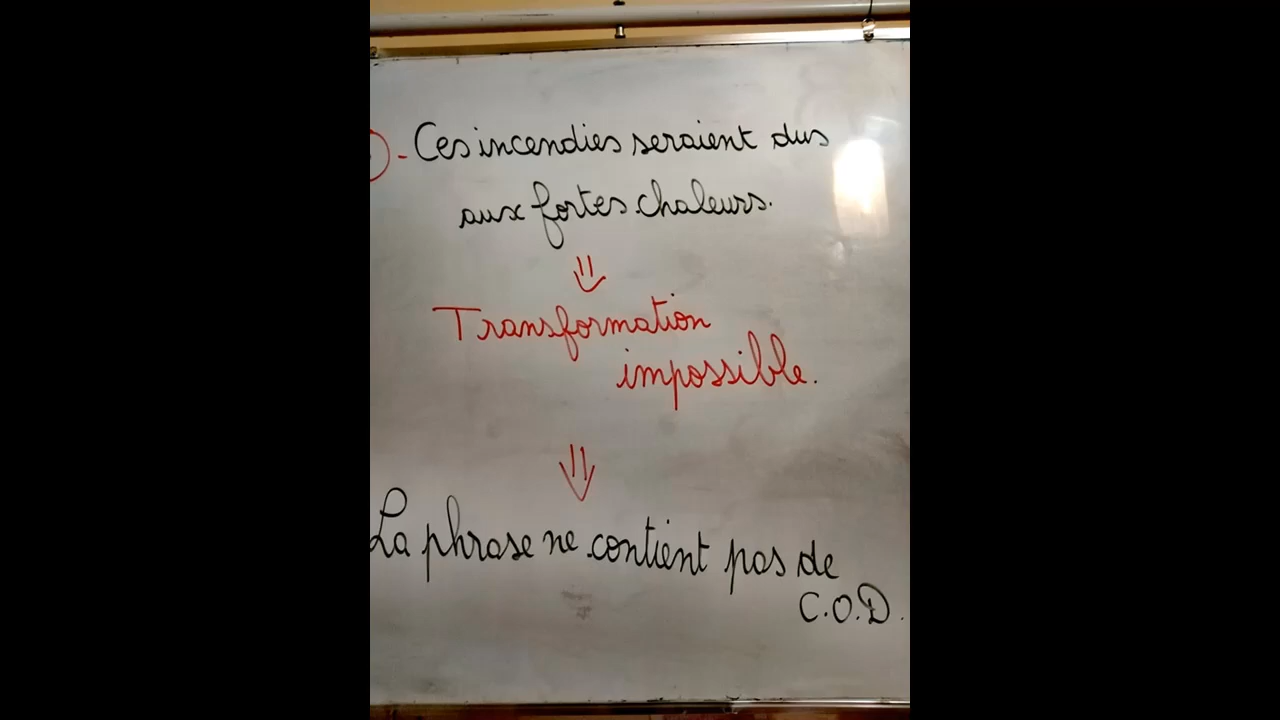 - Ces incendies seraient dus
aux fortes chaleurs.
⇓
Transformation
impossible.
⇓
La phrase ne contient pas de
C.O.D.